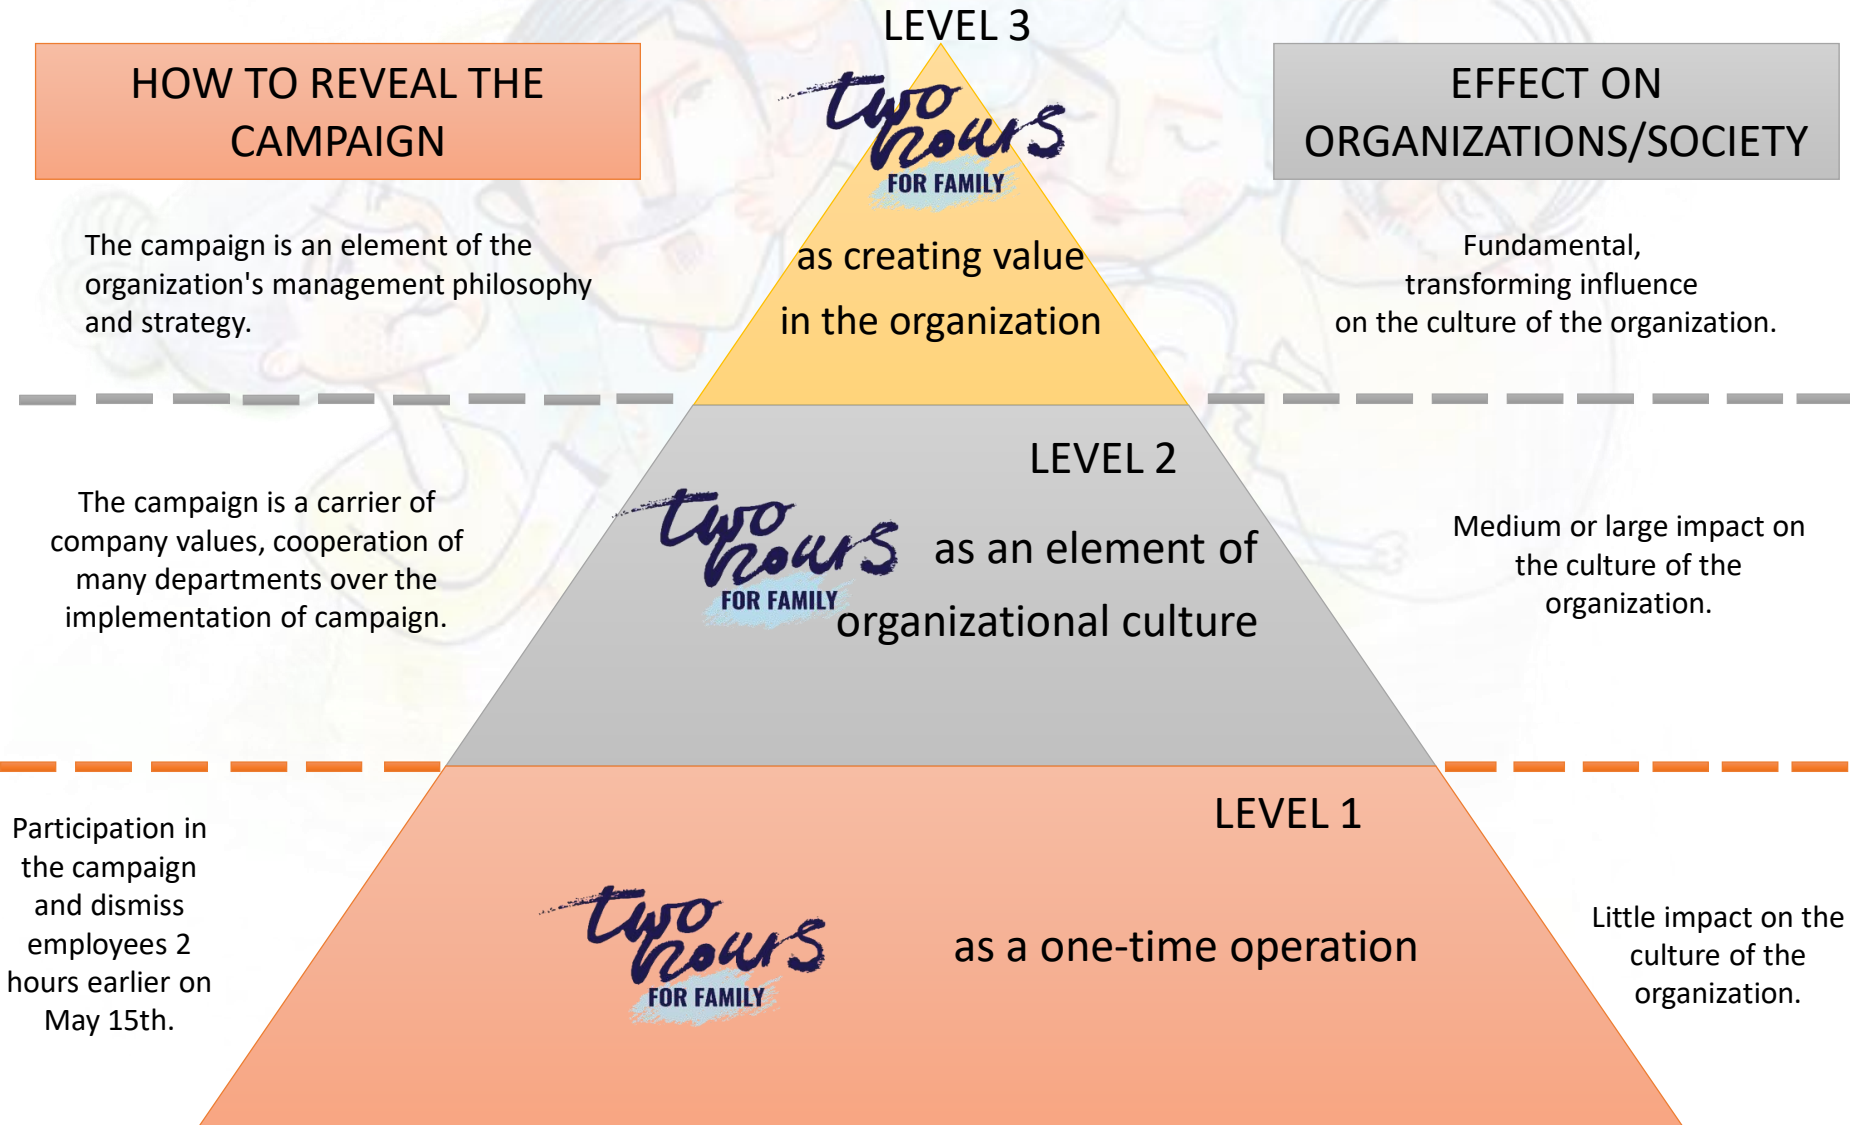 LEVEL 3
HOW TO REVEAL THE
CAMPAIGN
two
hours
FOR FAMILY
EFFECT ON
ORGANIZATIONS/SOCIETY
The campaign is an element of the
organization's management philosophy
and strategy.
as creating value
in the organization
Fundamental,
transforming influence
on the culture of the organization.
The campaign is a carrier of
company values, cooperation of
many departments over the
implementation of campaign.
LEVEL 2
two
hours
FOR FAMILY
as an element of
organizational culture
Medium or large impact on
the culture of the
organization.
Participation in
the campaign
and dismiss
employees 2
hours earlier on
May 15th.
LEVEL 1
two
hours
FOR FAMILY
as a one-time operation
Little impact on the
culture of the
organization.